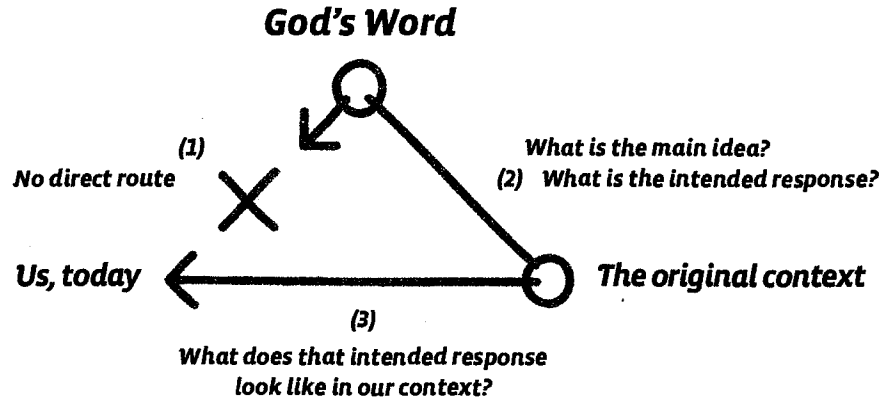 God's Word
(1)
No direct route
What is the main idea?
(2) What is the intended response?
Us, today
The original context
(3)
What does that intended response
look like in our context?